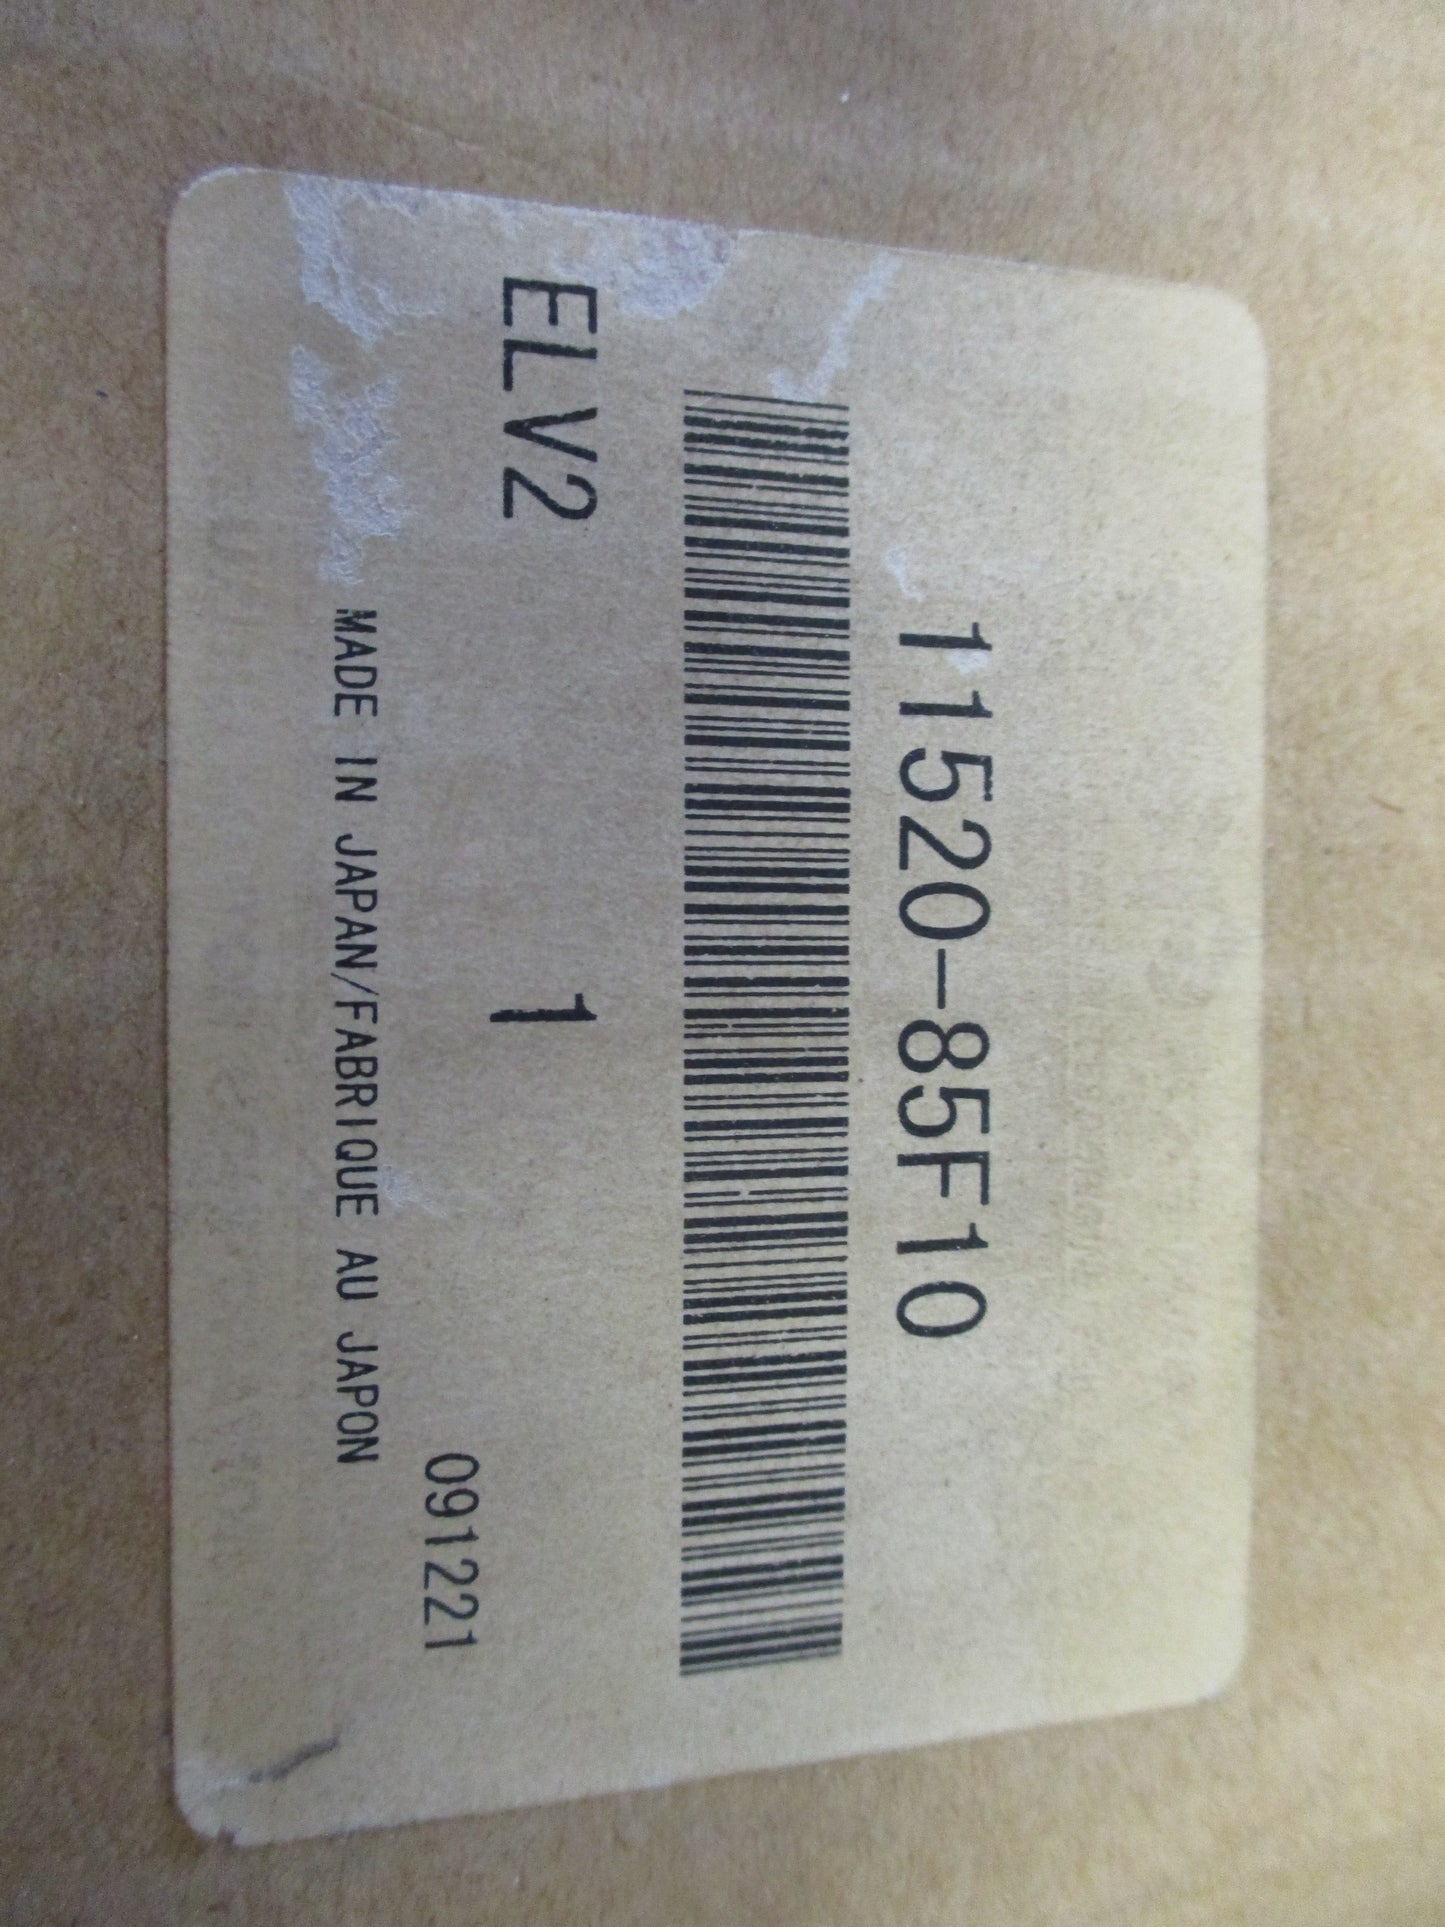 11520-85F10
ELV2 1
091221
MADE IN JAPAN/FABRIQUE AU JAPON